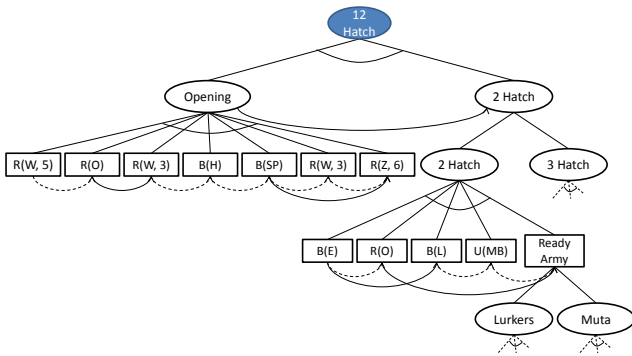 12
Hatch
Opening
2 Hatch
R(W, 5)
R(O)
R(W, 3)
B(H)
B(SP)
R(W, 3)
R(Z, 6)
2 Hatch
3 Hatch
B(E)
R(O)
B(L)
U(MB)
Ready
Army
Lurkers
Muta